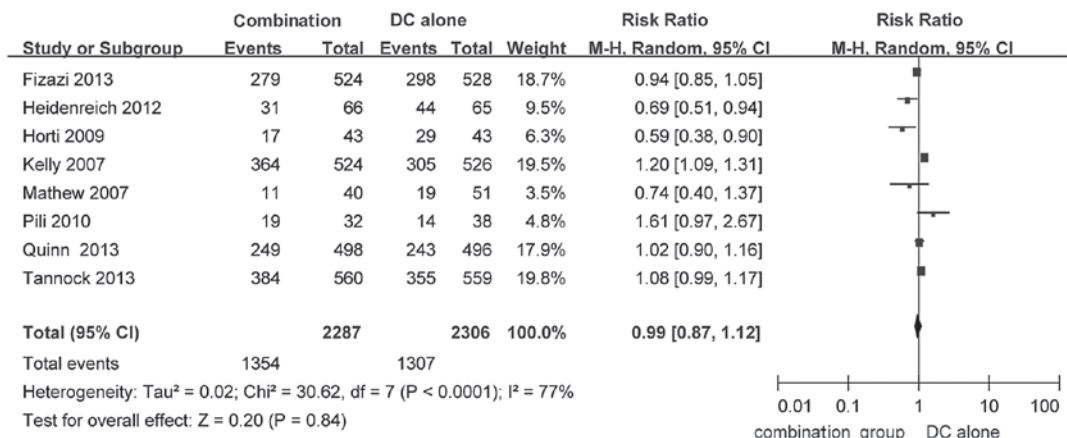 Combination DC alone Risk Ratio Risk Ratio
Study or Subgroup Events Total Events Total Weight M-H, Random, 95% CI M-H, Random, 95% CI
Fizazi 2013 279 524 298 528 18.7% 0.94 [0.85, 1.05]
Heidenreich 2012 31 66 44 65 9.5% 0.69 [0.51, 0.94]
Horti 2009 17 43 29 43 6.3% 0.59 [0.38, 0.90]
Kelly 2007 364 524 305 526 19.5% 1.20 [1.09, 1.31]
Mathew 2007 11 40 19 51 3.5% 0.74 [0.40, 1.37]
Pili 2010 19 32 14 38 4.8% 1.61 [0.97, 2.67]
Quinn 2013 249 498 243 496 17.9% 1.02 [0.90, 1.16]
Tannock 2013 384 560 355 559 19.8% 1.08 [0.99, 1.17]
Total (95% CI) 2287 2306 100.0% 0.99 [0.87, 1.12]
Total events 1354 1307
Heterogeneity: Tau² = 0.02; Chi² = 30.62, df = 7 (P < 0.0001); I² = 77%
Test for overall effect: Z = 0.20 (P = 0.84)
0.01 0.1 1 10 100
combination group DC alone